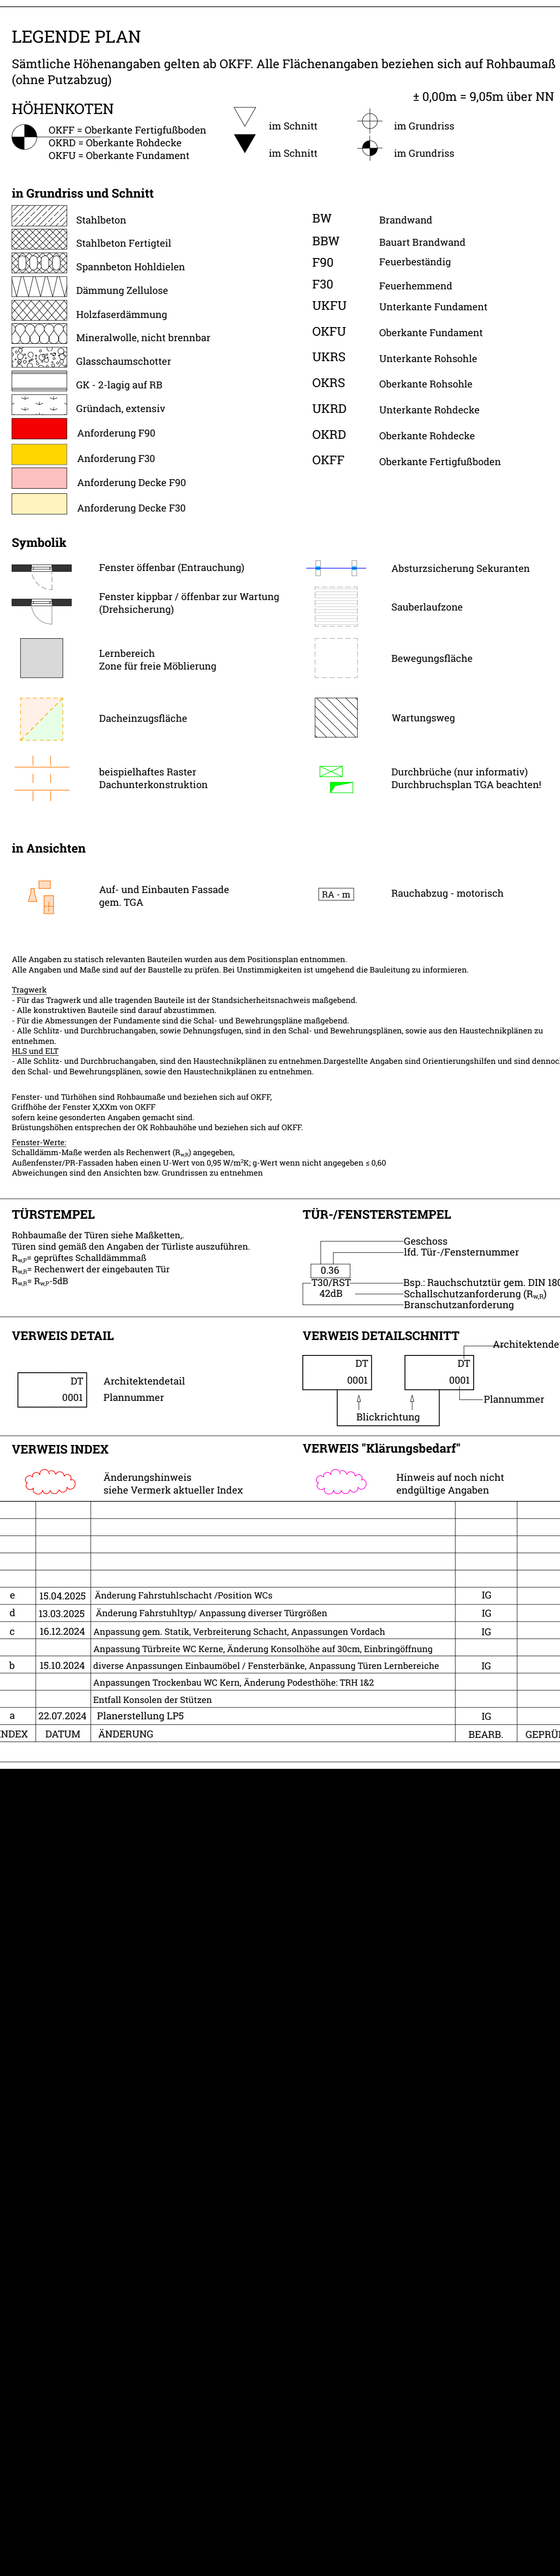 LEGENDE PLAN
Sämtliche Höhenangaben gelten ab OKFF. Alle Flächenangaben beziehen sich auf Rohbaumaß
(ohne Putzabzug)
± 0,00m = 9,05m über NN
HÖHENKOTEN
OKFF = Oberkante Fertigfußboden
OKRD = Oberkante Rohdecke
OKFU = Oberkante Fundament
im Schnitt
im Grundriss
im Schnitt
im Grundriss
in Grundriss und Schnitt
Stahlbeton
Stahlbeton Fertigteil
Spannbeton Hohldielen
Dämmung Zellulose
Holzfaserdämmung
Mineralwolle, nicht brennbar
Glasschaumschotter
GK - 2-lagig auf RB
Gründach, extensiv
Anforderung F90
Anforderung F30
Anforderung Decke F90
Anforderung Decke F30
BW Brandwand
BBW Bauart Brandwand
F90 Feuerbeständig
F30 Feuerhemmend
UKFU Unterkante Fundament
OKFU Oberkante Fundament
UKRS Unterkante Rohsohle
OKRS Oberkante Rohsohle
UKRD Unterkante Rohdecke
OKRD Oberkante Rohdecke
OKFF Oberkante Fertigfußboden
Symbolik
Fenster öffenbar (Entrauchung)
Fenster kippbar / öffenbar zur Wartung
(Drehsicherung)
Lernbereich
Zone für freie Möblierung
Dacheinzugsfläche
beispielhaftes Raster
Dachunterkonstruktion
Absturzsicherung Sekuranten
Sauberlaufzone
Bewegungsfläche
Wartungsweg
Durchbrüche (nur informativ)
Durchbruchsplan TGA beachten!
in Ansichten
Auf- und Einbauten Fassade
gem. TGA
RA - m
Rauchabzug - motorisch
Alle Angaben zu statisch relevanten Bauteilen wurden aus dem Positionsplan entnommen.
Alle Angaben und Maße sind auf der Baustelle zu prüfen. Bei Unstimmigkeiten ist umgehend die Bauleitung zu informieren.
Tragwerk
- Für das Tragwerk und alle tragenden Bauteile ist der Standsicherheitsnachweis maßgebend.
- Alle konstruktiven Bauteile sind darauf abzustimmen.
- Für die Abmessungen der Fundamente sind die Schal- und Bewehrungspläne maßgebend.
- Alle Schlitz- und Durchbruchangaben, sowie Dehnungsfugen, sind in den Schal- und Bewehrungsplänen, sowie aus den Haustechnikplänen zu
entnehmen.
HLS und ELT
- Alle Schlitz- und Durchbruchangaben, sind den Haustechnikplänen zu entnehmen.Dargestellte Angaben sind Orientierungshilfen und sind dennoc
den Schal- und Bewehrungsplänen, sowie den Haustechnikplänen zu entnehmen.
Fenster- und Türhöhen sind Rohbaumaße und beziehen sich auf OKFF,
Griffhöhe der Fenster X,XXm von OKFF
sofern keine gesonderten Angaben gemacht sind.
Brüstungshöhen entsprechen der OK Rohbauhöhe und beziehen sich auf OKFF.
Fenster-Werte:
Schalldämm-Maße werden als Rechenwert (Rw,R) angegeben,
Außenfenster/PR-Fassaden haben einen U-Wert von 0,95 W/m²K; g-Wert wenn nicht angegeben ≤ 0,60
Abweichungen sind den Ansichten bzw. Grundrissen zu entnehmen
TÜRSTEMPEL
Rohbaumaße der Türen siehe Maßketten,.
Türen sind gemäß den Angaben der Türliste auszuführen.
Rw,P= geprüftes Schalldämmmaß
Rw,R= Rechenwert der eingebauten Tür
Rw,R= Rw,P-5dB
TÜR-/FENSTERSTEMPEL
Geschoss
lfd. Tür-/Fensternummer
0.36
T30/RST
42dB
Bsp.: Rauchschutztür gem. DIN 180
Schallschutzanforderung (Rw,R)
Branschutzanforderung
VERWEIS DETAIL
DT
0001
Architektendetail
Plannummer
VERWEIS DETAILSCHNITT
Architektende
DT
0001
DT
0001
Plannummer
Blickrichtung
VERWEIS INDEX
Änderungshinweis
siehe Vermerk aktueller Index
VERWEIS "Klärungsbedarf"
Hinweis auf noch nicht
endgültige Angaben
e 15.04.2025 Änderung Fahrstuhlschacht /Position WCs IG
d 13.03.2025 Änderung Fahrstuhltyp/ Anpassung diverser Türgrößen IG
c 16.12.2024 Anpassung gem. Statik, Verbreiterung Schacht, Anpassungen Vordach IG
Anpassung Türbreite WC Kerne, Änderung Konsolhöhe auf 30cm, Einbringöffnung
b 15.10.2024 diverse Anpassungen Einbaumöbel / Fensterbänke, Anpassung Türen Lernbereiche IG
Anpassungen Trockenbau WC Kern, Änderung Podesthöhe: TRH 1&2
Entfall Konsolen der Stützen
a 22.07.2024 Planerstellung LP5 IG
NDEX DATUM ÄNDERUNG BEARB. GEPRÜ